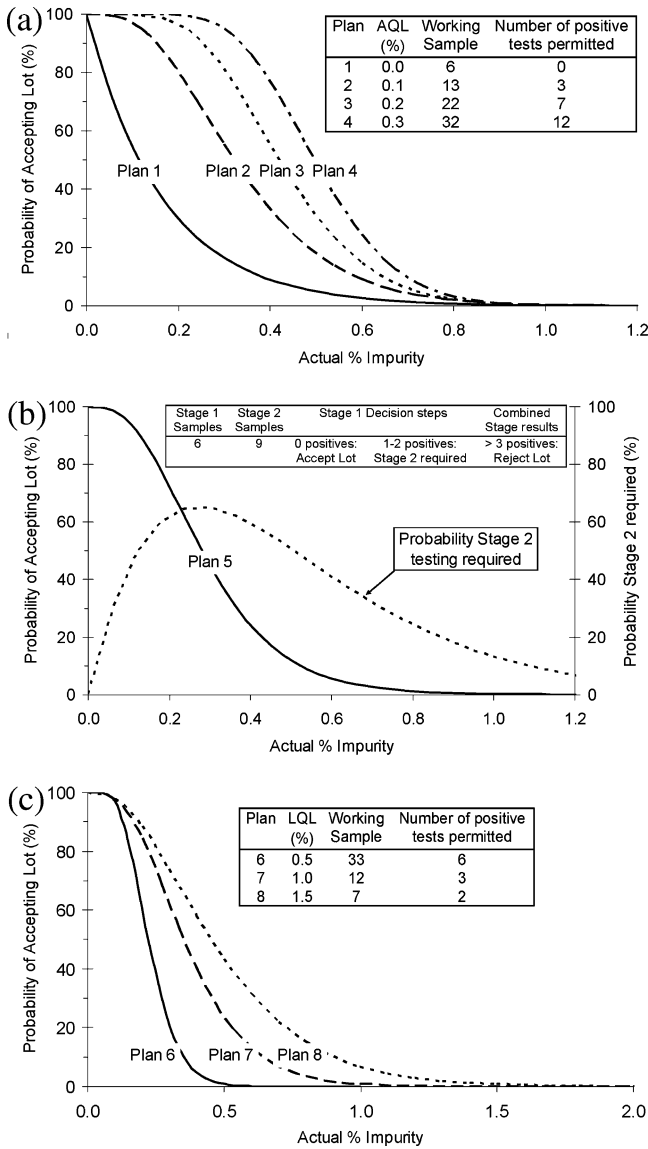 (a)
100
80
60
40
20
0
Probability of Accepting Lot (%)
Plan AQL (%) Working Sample Number of positive tests permitted
1 0.0 6 0
2 0.1 13 3
3 0.2 22 7
4 0.3 32 12
Plan 1 Plan 2 Plan 3 Plan 4
0.0 0.2 0.4 0.6 0.8 1.0 1.2
Actual % Impurity
(b)
100
80
60
40
20
0
Probability of Accepting Lot (%)
Stage 1 Samples Stage 2 Samples Stage 1 Decision steps Combined Stage results
6 9 0 positives: Accept Lot 1-2 positives: Stage 2 required > 3 positives: Reject Lot
Plan 5
Probability Stage 2
testing required
100
80
60
40
20
0
Probability Stage 2 required (%)
0.0 0.2 0.4 0.6 0.8 1.0 1.2
Actual % Impurity
(c)
100
80
60
40
20
0
Probability of Accepting Lot (%)
Plan LQL (%) Working Sample Number of positive tests permitted
6 0.5 33 6
7 1.0 12 3
8 1.5 7 2
Plan 6 Plan 7 Plan 8
0.0 0.5 1.0 1.5 2.0
Actual % Impurity